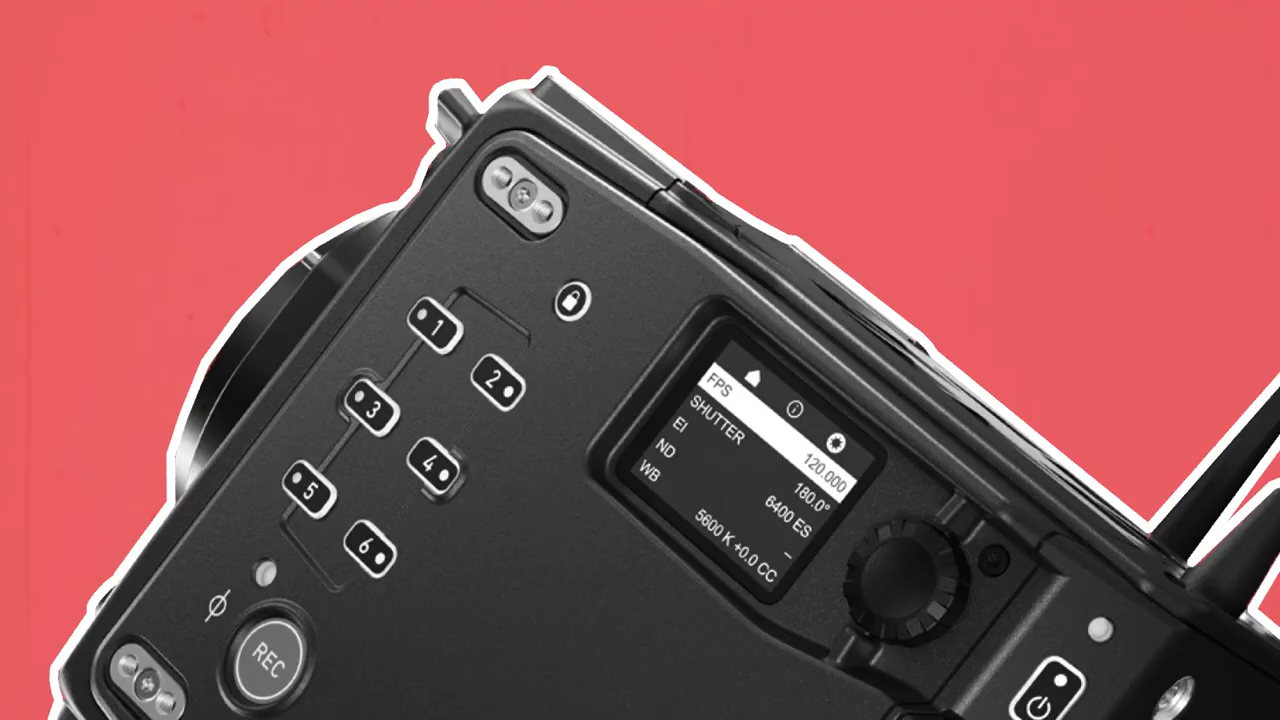 1
2
3
4
5
6
REC
FPS 120.000
SHUTTER 180.0°
EI 6400 ES
ND –
WB 5600 K +0.0 CC